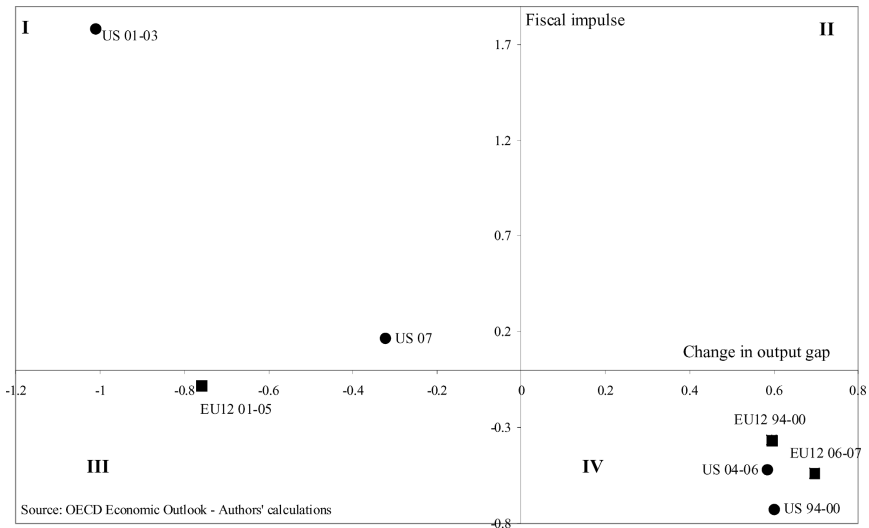 I
Fiscal impulse
II
US 01-03
1.7
1.2
0.7
0.2
US 07
Change in output gap
-1.2 -1 -0.8 -0.6 -0.4 -0.2 0 0.2 0.4 0.6 0.8
EU12 01-05
-0.3
EU12 94-00
EU12 06-07
III
IV
US 04-06
US 94-00
Source: OECD Economic Outlook - Authors' calculations
-0.8